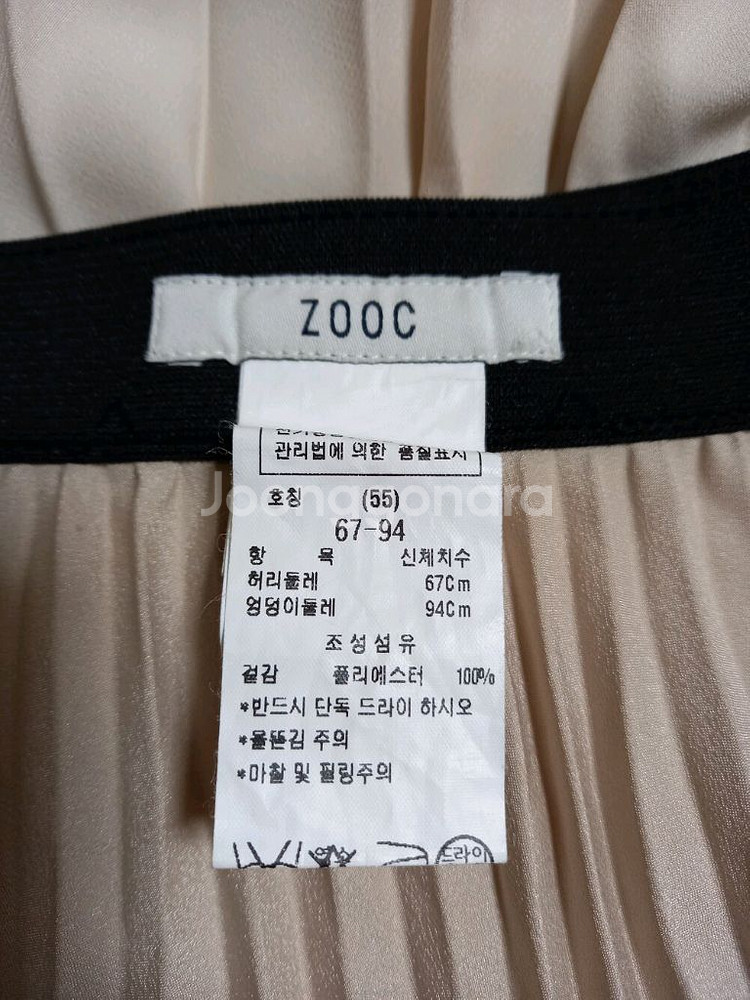 ZOOC
관리법에 의한 품질표시
Joonggonara
호칭 (55)
67-94
항 목 신체치수
허리둘레 67Cm
엉덩이둘레 94Cm
조성섬유
겉감 폴리에스터 100%
*반드시 단독 드라이 하시오
*올뜬김 주의
*마찰 및 필링주의
드라이